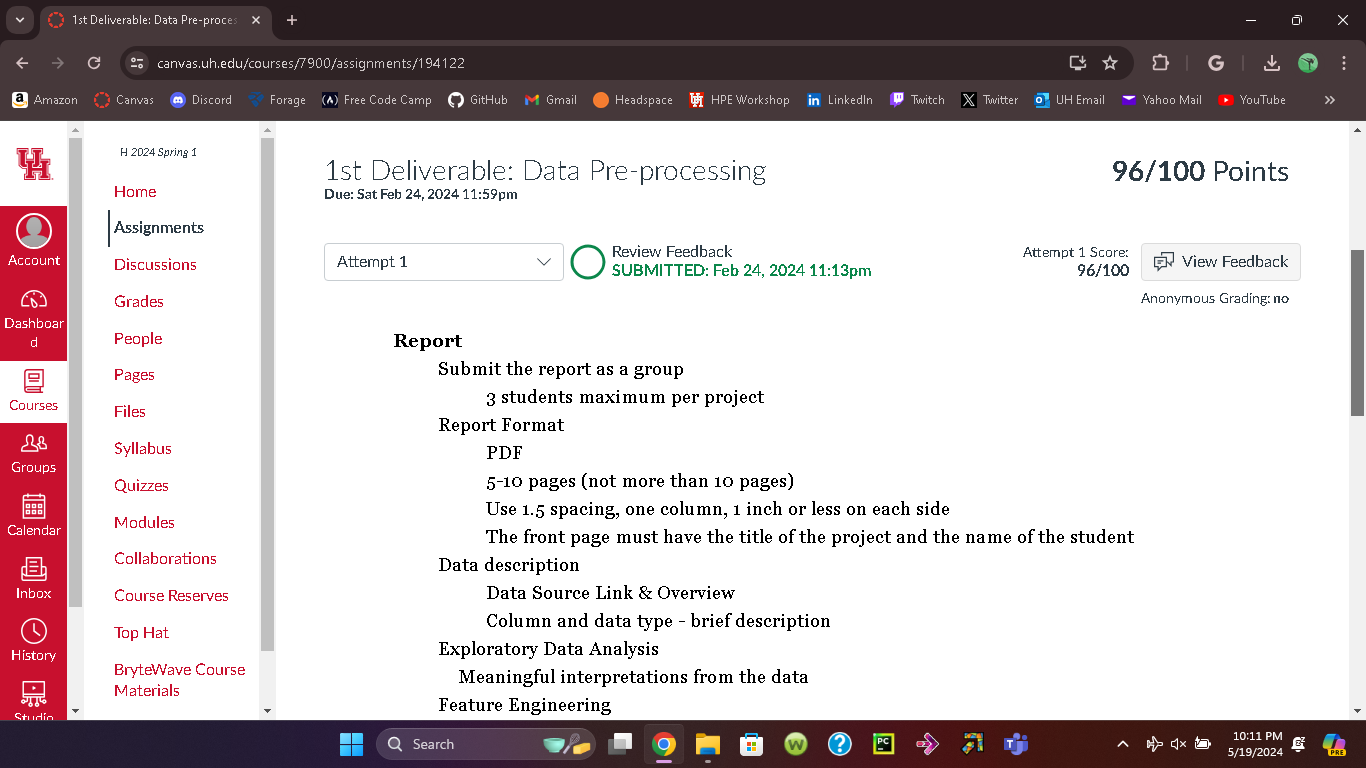 1st Deliverable: Data Pre-proces
canvas.uh.edu/courses/7900/assignments/194122
Amazon Canvas Discord Forage Free Code Camp GitHub Gmail Headspace HPE Workshop LinkedIn Twitch Twitter UH Email Yahoo Mail YouTube »
Account
Dashboar
d
Courses
Groups
Calendar
Inbox
History
Studio
H 2024 Spring 1
Home
Assignments
Discussions
Grades
People
Pages
Files
Syllabus
Quizzes
Modules
Collaborations
Course Reserves
Top Hat
BryteWave Course
Materials
1st Deliverable: Data Pre-processing
96/100 Points
Due: Sat Feb 24, 2024 11:59pm
Attempt 1
Review Feedback
SUBMITTED: Feb 24, 2024 11:13pm
Attempt 1 Score:
96/100
View Feedback
Anonymous Grading: no
Report
Submit the report as a group
3 students maximum per project
Report Format
PDF
5-10 pages (not more than 10 pages)
Use 1.5 spacing, one column, 1 inch or less on each side
The front page must have the title of the project and the name of the student
Data description
Data Source Link & Overview
Column and data type - brief description
Exploratory Data Analysis
Meaningful interpretations from the data
Feature Engineering
Search
PC
PRE
10:11 PM
5/19/2024